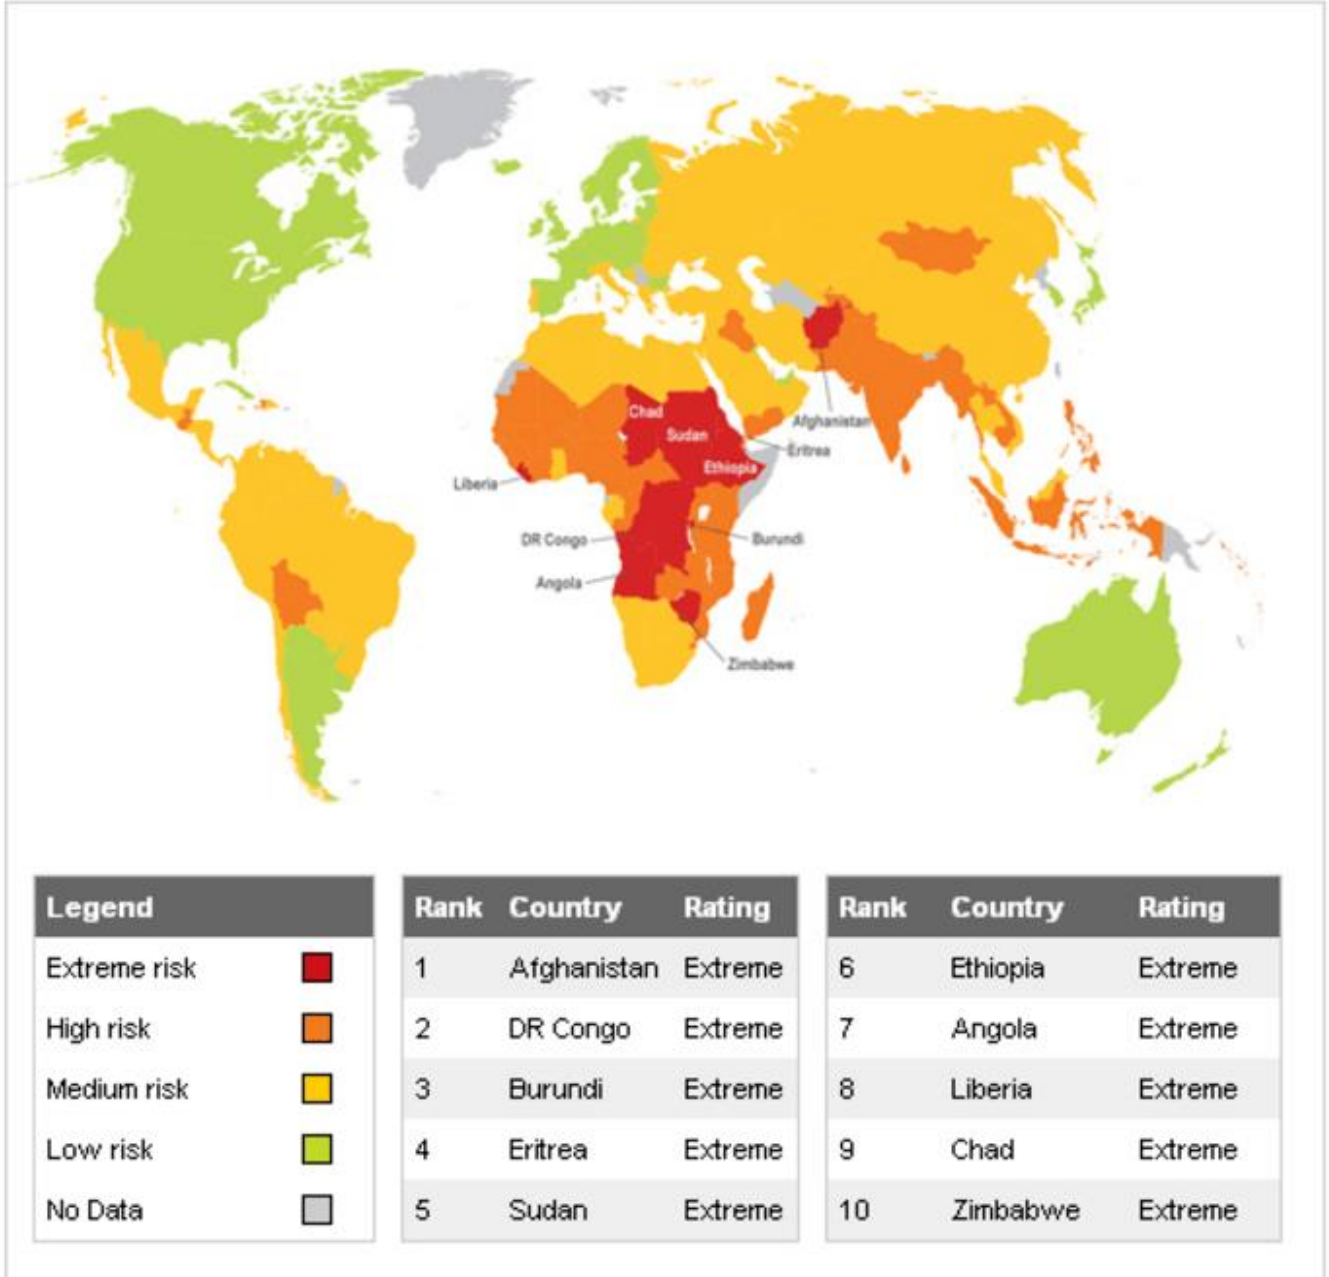 Chad
Sudan
Afghanistan
Eritrea
Ethiopia
Liberia
DR Congo
Burundi
Angola
Zimbabwe
Legend
Extreme risk
High risk
Medium risk
Low risk
No Data
Rank Country Rating
1 Afghanistan Extreme
2 DR Congo Extreme
3 Burundi Extreme
4 Eritrea Extreme
5 Sudan Extreme
Rank Country Rating
6 Ethiopia Extreme
7 Angola Extreme
8 Liberia Extreme
9 Chad Extreme
10 Zimbabwe Extreme